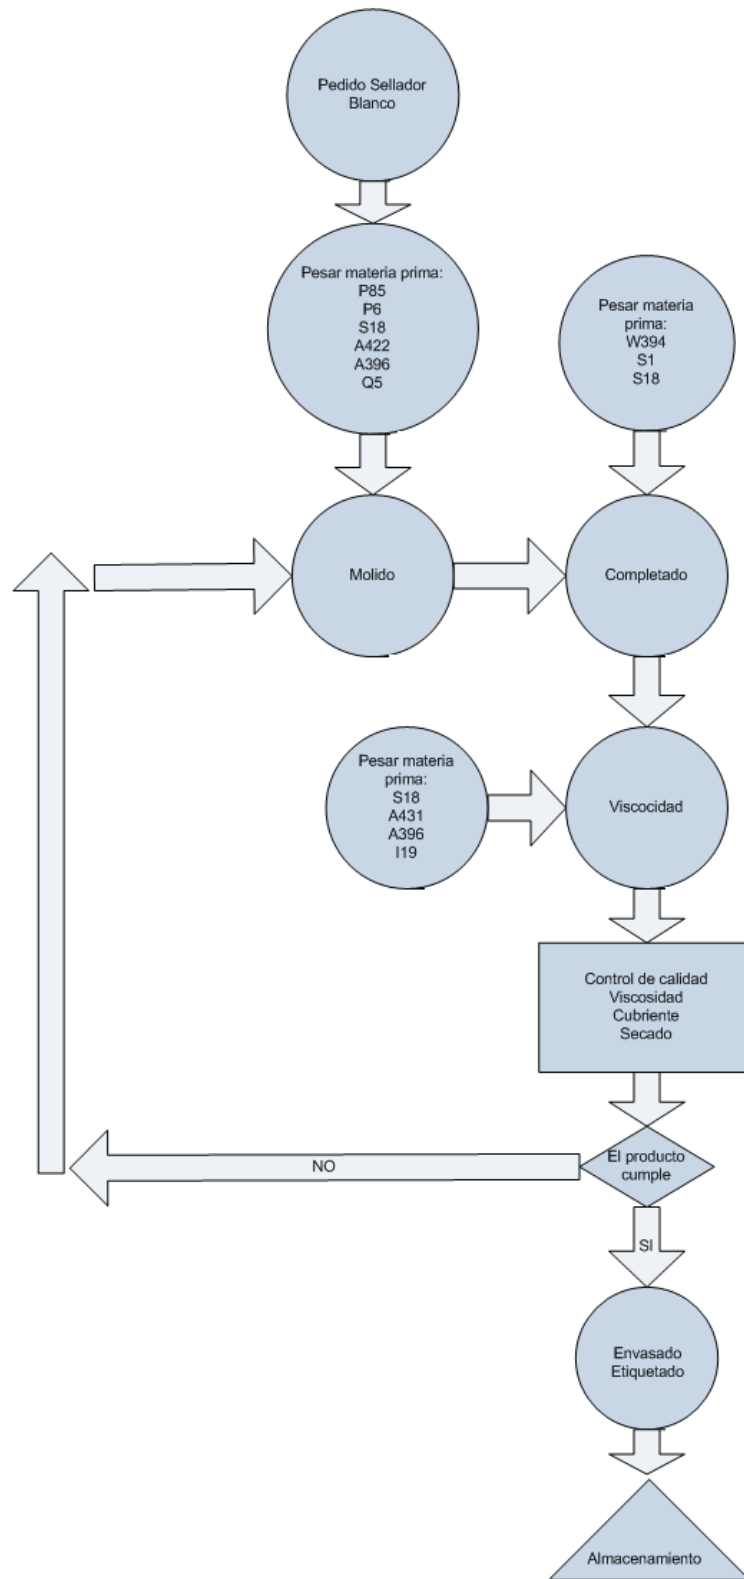 Pedido Sellador
Blanco
Pesar materia prima:
P85
P6
S18
A422
A396
Q5
Pesar materia
prima:
W394
S1
S18
Molido
Completado
Pesar materia
prima:
S18
A431
A396
I19
Viscocidad
Control de calidad
Viscosidad
Cubriente
Secado
El producto
cumple
NO
SI
Envasado
Etiquetado
Almacenamiento